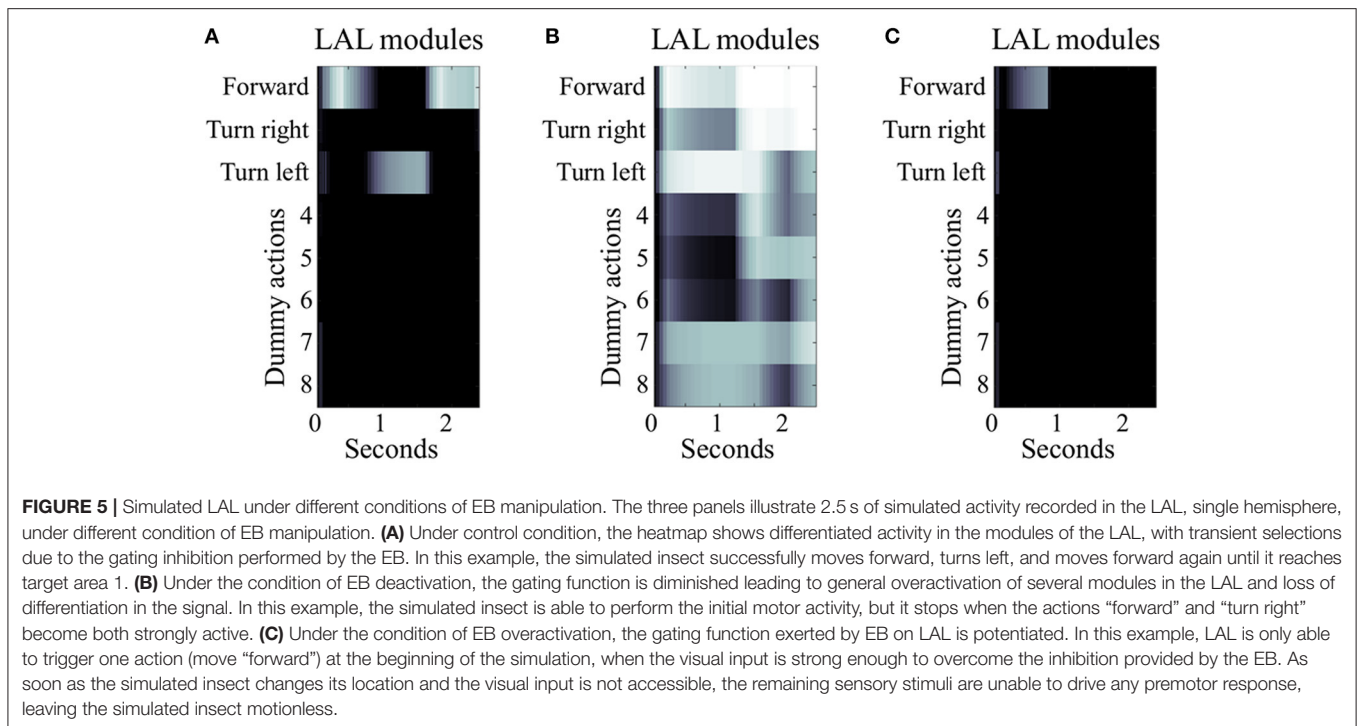 A LAL modules
Forward
Turn right
Turn left
Dummy actions
4
5
6
7
8
0 1 2
Seconds
B LAL modules
Forward
Turn right
Turn left
Dummy actions
4
5
6
7
8
0 1 2
Seconds
C LAL modules
Forward
Turn right
Turn left
Dummy actions
4
5
6
7
8
0 1 2
Seconds
FIGURE 5 | Simulated LAL under different conditions of EB manipulation. The three panels illustrate 2.5 s of simulated activity recorded in the LAL, single hemisphere,
under different condition of EB manipulation. (A) Under control condition, the heatmap shows differentiated activity in the modules of the LAL, with transient selections
due to the gating inhibition performed by the EB. In this example, the simulated insect successfully moves forward, turns left, and moves forward again until it reaches
target area 1. (B) Under the condition of EB deactivation, the gating function is diminished leading to general overactivation of several modules in the LAL and loss of
differentiation in the signal. In this example, the simulated insect is able to perform the initial motor activity, but it stops when the actions “forward” and “turn right”
become both strongly active. (C) Under the condition of EB overactivation, the gating function exerted by EB on LAL is potentiated. In this example, LAL is only able
to trigger one action (move “forward”) at the beginning of the simulation, when the visual input is strong enough to overcome the inhibition provided by the EB. As
soon as the simulated insect changes its location and the visual input is not accessible, the remaining sensory stimuli are unable to drive any premotor response,
leaving the simulated insect motionless.